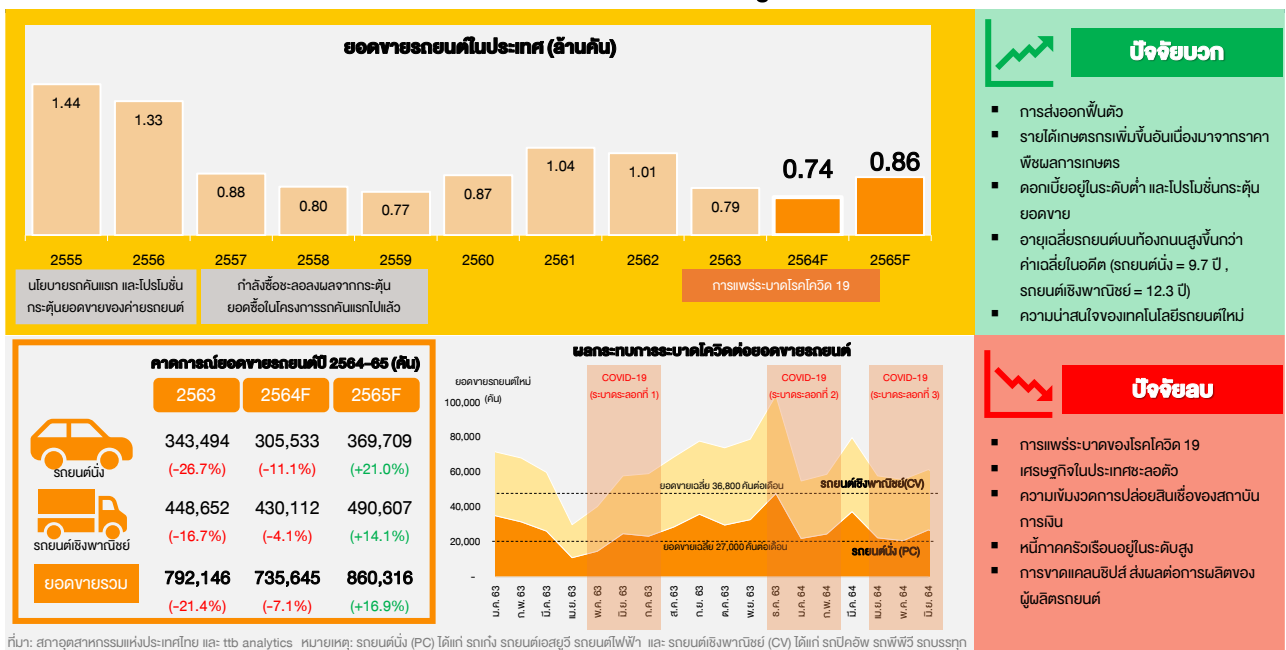 ยอดขายรถยนต์ในประเทศ (ล้านคัน)
1.44
1.33
0.88
0.80
0.77
0.87
1.04
1.01
0.79
0.74
0.86
2555 2556 2557 2558 2559 2560 2561 2562 2563 2564F 2565F
นโยบายรถคันแรก และโปรโมชั่น
กระตุ้นยอดขายของค่ายรถยนต์
กำลังซื้อชะลอลงผลจากกระตุ้น
ยอดซื้อในโครงการรถคันแรกไปแล้ว
การแพร่ระบาดโรคโควิด 19
ปัจจัยบวก
▪ การส่งออกฟื้นตัว
▪ รายได้เกษตรกรเพิ่มขึ้นอันเนื่องมาจากราคา
พืชผลการเกษตร
▪ ดอกเบี้ยอยู่ในระดับต่ำ และโปรโมชั่นกระตุ้น
ยอดขาย
▪ อายุเฉลี่ยรถยนต์บนท้องถนนสูงขึ้นกว่า
ค่าเฉลี่ยในอดีต (รถยนต์นั่ง = 9.7 ปี ,
รถยนต์เชิงพาณิชย์ = 12.3 ปี)
▪ ความน่าสนใจของเทคโนโลยีรถยนต์ใหม่
คาดการณ์ยอดขายรถยนต์ปี 2564-65 (คัน)
2563 2564F 2565F
รถยนต์นั่ง
343,494 305,533 369,709
(-26.7%) (-11.1%) (+21.0%)
รถยนต์เชิงพาณิชย์
448,652 430,112 490,607
(-16.7%) (-4.1%) (+14.1%)
ยอดขายรวม
792,146 735,645 860,316
(-21.4%) (-7.1%) (+16.9%)
ผลกระทบการระบาดโควิดต่อยอดขายรถยนต์
ยอดขายรถยนต์ใหม่
(คัน)
100,000
80,000
60,000
40,000
20,000
-
COVID-19
(ระบาดระลอกที่ 1)
COVID-19
(ระบาดระลอกที่ 2)
COVID-19
(ระบาดระลอกที่ 3)
ยอดขายเฉลี่ย 36,800 คันต่อเดือน
รถยนต์เชิงพาณิชย์(CV)
ยอดขายเฉลี่ย 27,000 คันต่อเดือน
รถยนต์นั่ง (PC)
ม.ค. 63
ก.พ. 63
มี.ค. 63
เม.ย. 63
พ.ค. 63
มิ.ย. 63
ก.ค. 63
ส.ค. 63
ก.ย. 63
ต.ค. 63
พ.ย. 63
ธ.ค. 63
ม.ค. 64
ก.พ. 64
มี.ค. 64
เม.ย. 64
พ.ค. 64
มิ.ย. 64
ปัจจัยลบ
▪ การแพร่ระบาดของโรคโควิด 19
▪ เศรษฐกิจในประเทศชะลอตัว
▪ ความเข้มงวดการปล่อยสินเชื่อของสถาบัน
การเงิน
▪ หนี้ภาคครัวเรือนอยู่ในระดับสูง
▪ การขาดแคลนชิปส์ ส่งผลต่อการผลิตของ
ผู้ผลิตรถยนต์
ที่มา: สภาอุตสาหกรรมแห่งประเทศไทย และ ttb analytics หมายเหตุ: รถยนต์นั่ง (PC) ได้แก่ รถเก๋ง รถยนต์เอสยูวี รถยนต์ไฟฟ้า และ รถยนต์เชิงพาณิชย์ (CV) ได้แก่ รถปิคอัพ รถพีพีวี รถบรรทุก